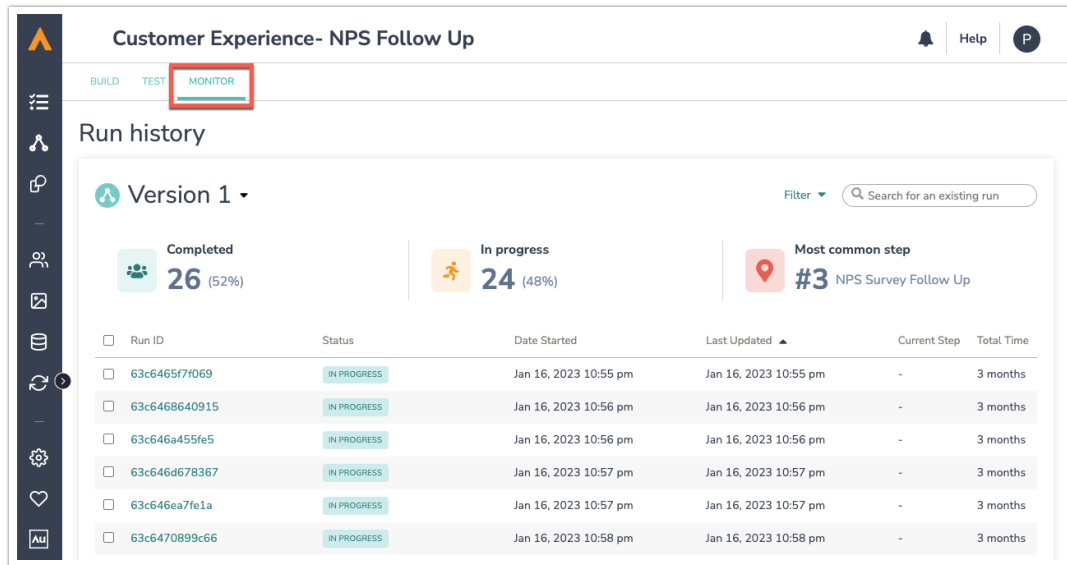 Customer Experience- NPS Follow Up
Help
P
BUILD TEST MONITOR
Run history
Version 1
Filter
Search for an existing run
Completed
26 (52%)
In progress
24 (48%)
Most common step
#3 NPS Survey Follow Up
Run ID Status Date Started Last Updated Current Step Total Time
63c6465f7f069 IN PROGRESS Jan 16, 2023 10:55 pm Jan 16, 2023 10:55 pm - 3 months
63c6468640915 IN PROGRESS Jan 16, 2023 10:56 pm Jan 16, 2023 10:56 pm - 3 months
63c646a455fe5 IN PROGRESS Jan 16, 2023 10:56 pm Jan 16, 2023 10:56 pm - 3 months
63c646d678367 IN PROGRESS Jan 16, 2023 10:57 pm Jan 16, 2023 10:57 pm - 3 months
63c646ea7fe1a IN PROGRESS Jan 16, 2023 10:57 pm Jan 16, 2023 10:57 pm - 3 months
63c6470899c66 IN PROGRESS Jan 16, 2023 10:58 pm Jan 16, 2023 10:58 pm - 3 months
Au